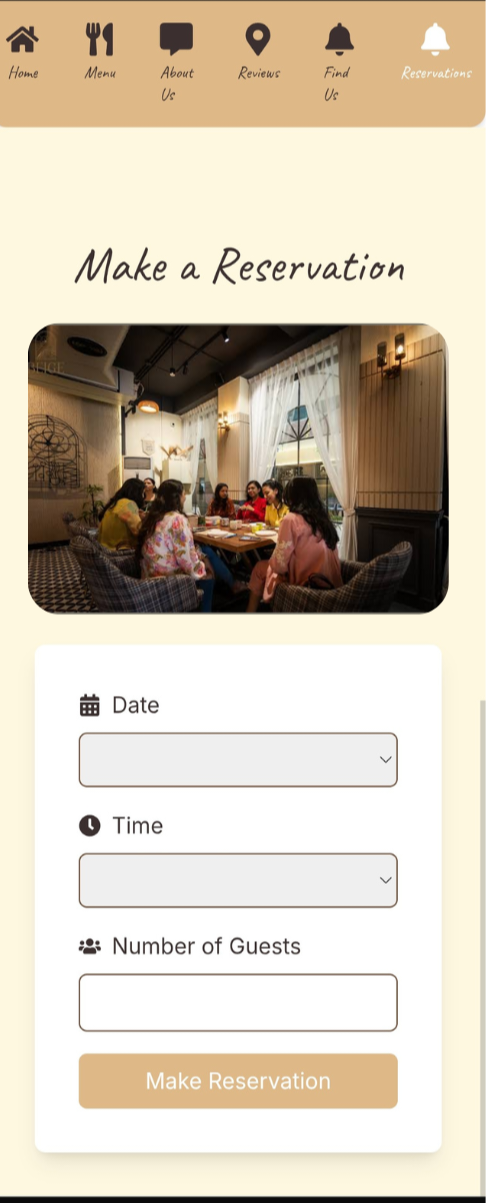 Home
Menu
About
Us
Reviews
Find
Us
Reservations
Make a Reservation
Date
Time
Number of Guests
Make Reservation